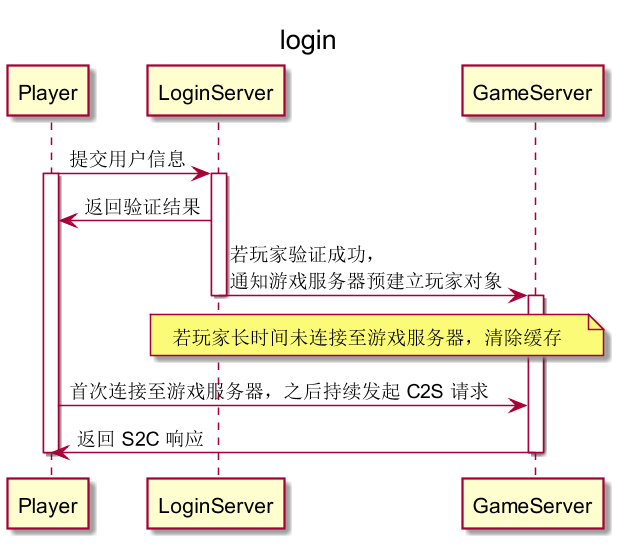 login
Player
LoginServer
GameServer
提交用户信息
返回验证结果
若玩家验证成功，
通知游戏服务器预建立玩家对象
若玩家长时间未连接至游戏服务器，清除缓存
首次连接至游戏服务器，之后持续发起 C2S 请求
返回 S2C 响应
Player
LoginServer
GameServer